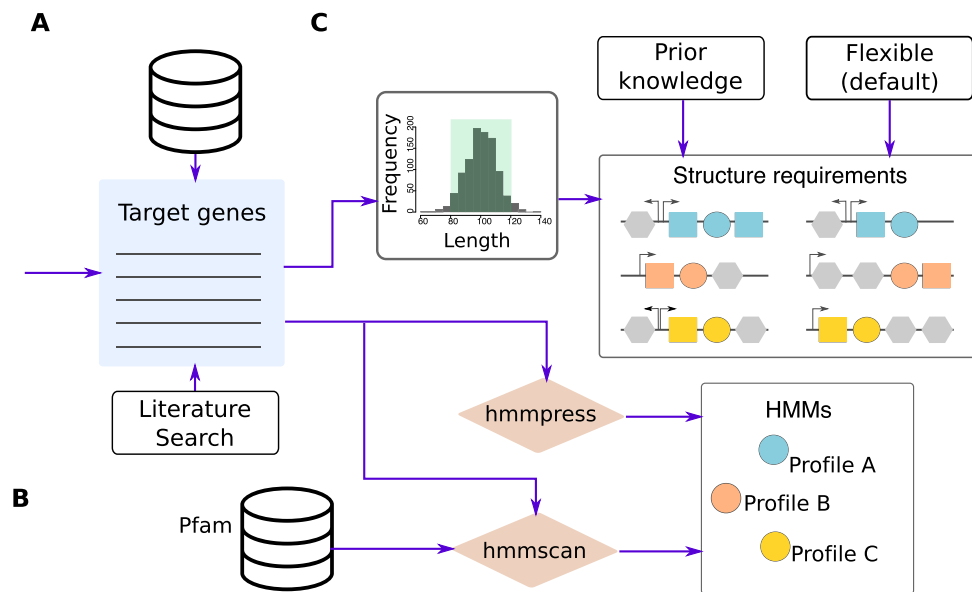 A
C
Prior
knowledge
Flexible
(default)
Frequency
0 50 100 150 200
60 80 100 120 140
Length
Structure requirements
Target genes
Literature
Search
hmmpress
HMMs
Profile A
Profile B
Profile C
B
Pfam
hmmscan